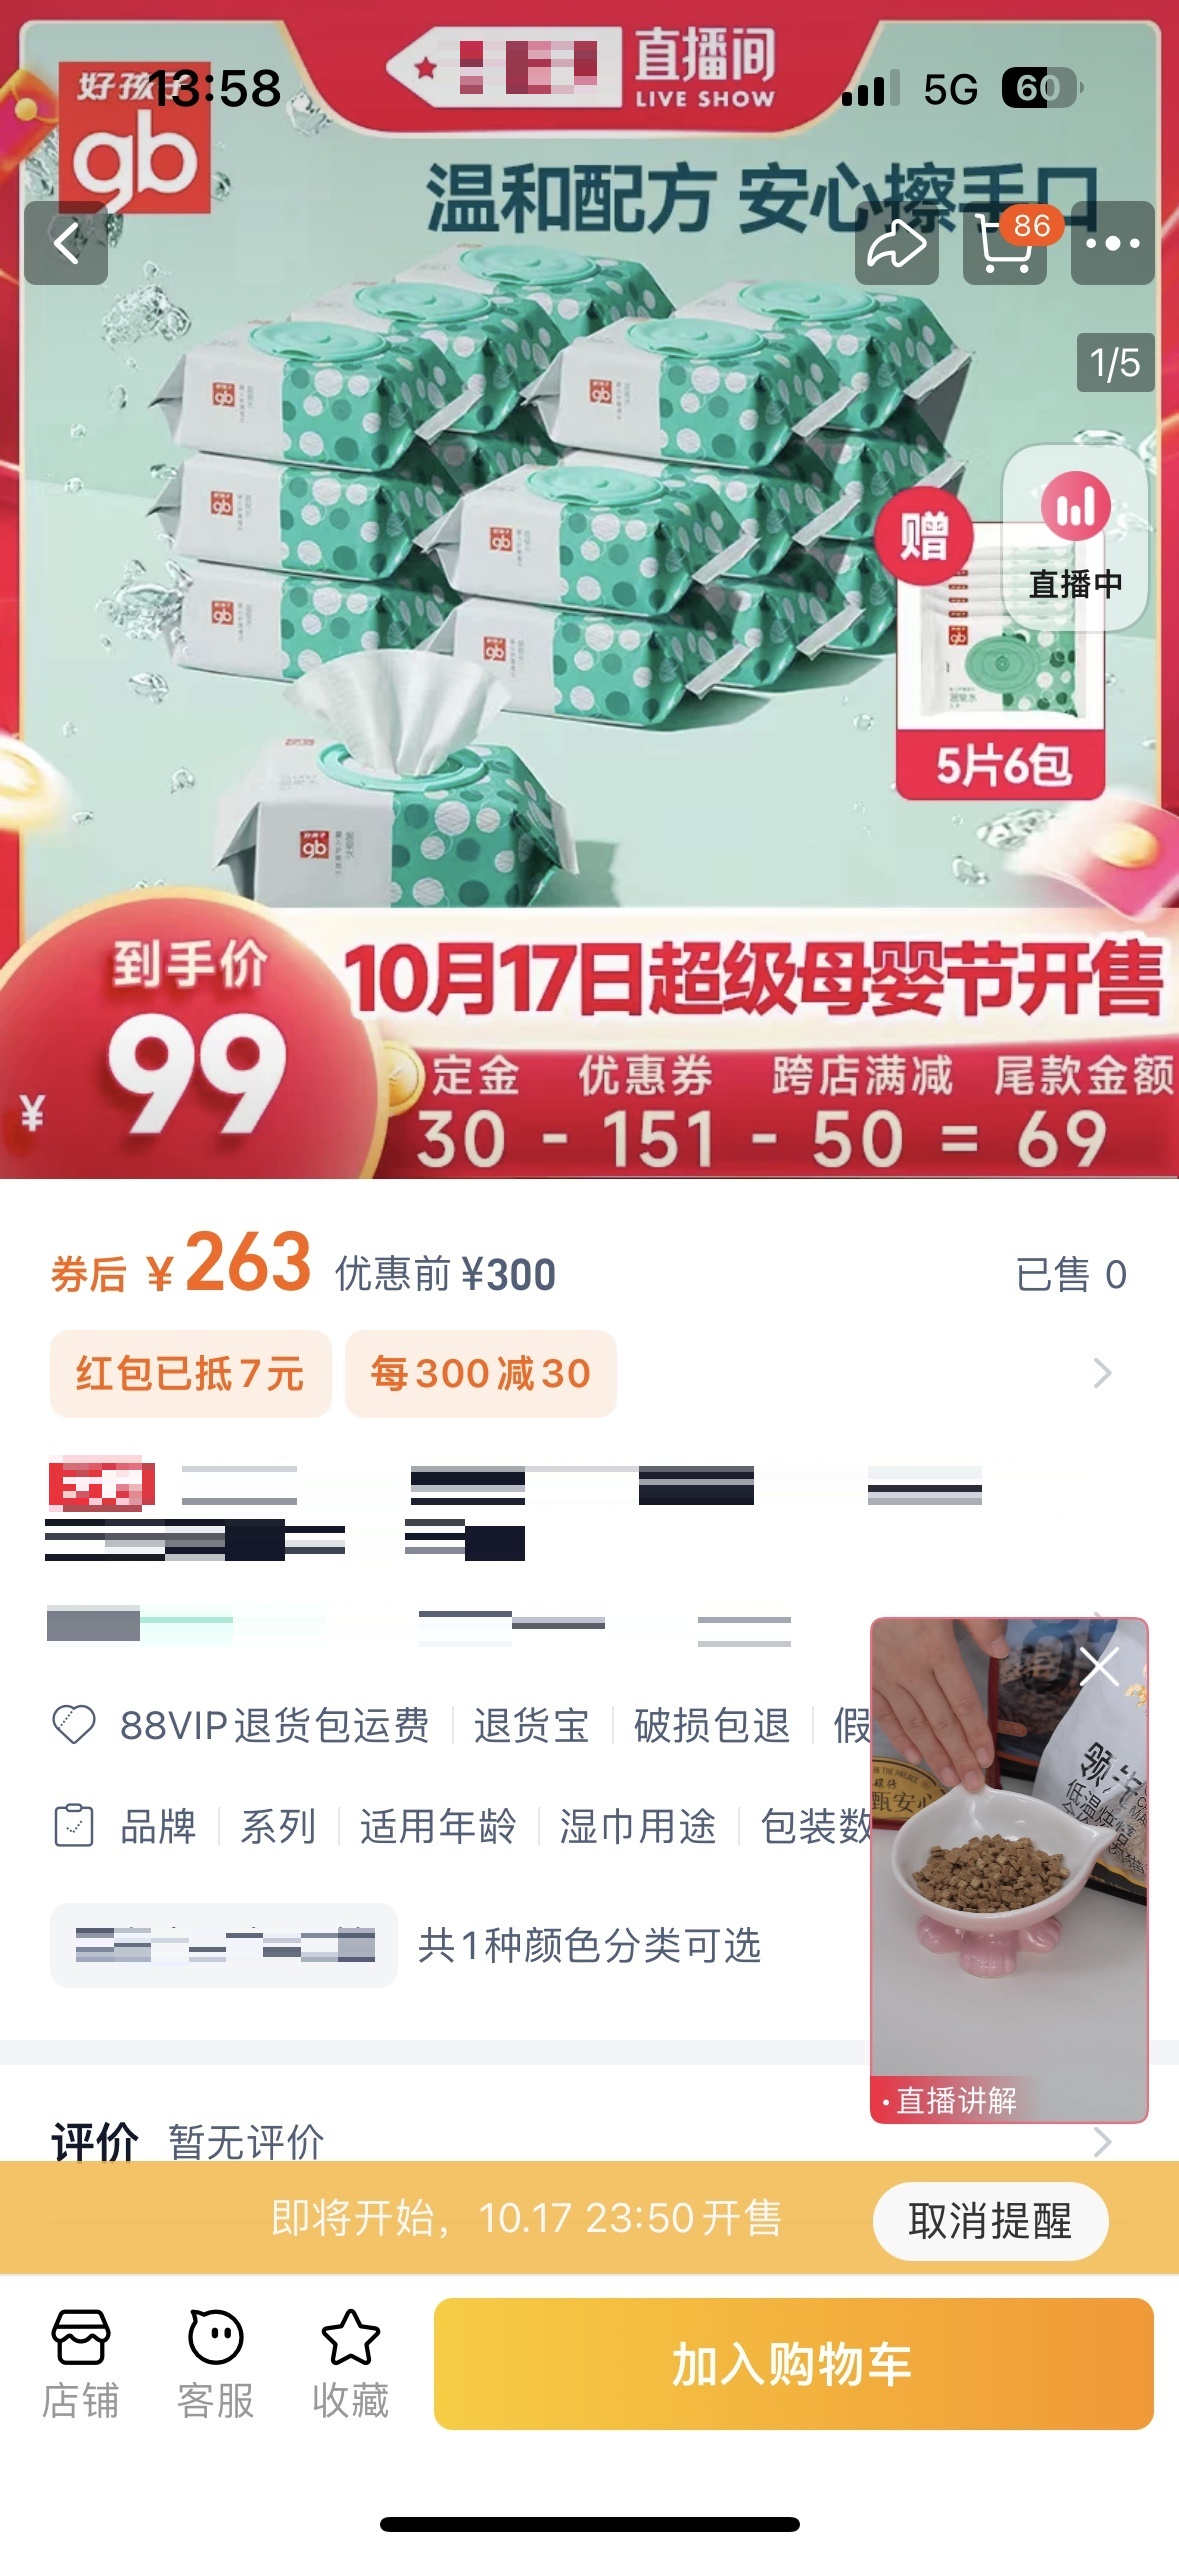 直播间
LIVE SHOW
13:58
5G
60
好孩子
gb
温和配方 安心擦手口
86
1/5
直播中
赠
5片6包
到手价
¥ 99
10月17日超级母婴节开售
定金 优惠券 跨店满减 尾款金额
30 - 151 - 50 = 69
券后 ¥263 优惠前 ¥300
已售 0
红包已抵7元
每300减30
88VIP退货包运费 退货宝 破损包退 假
品牌 系列 适用年龄 湿巾用途 包装数
共1种颜色分类可选
直播讲解
评价 暂无评价
即将开始，10.17 23:50开售
取消提醒
店铺
客服
收藏
加入购物车